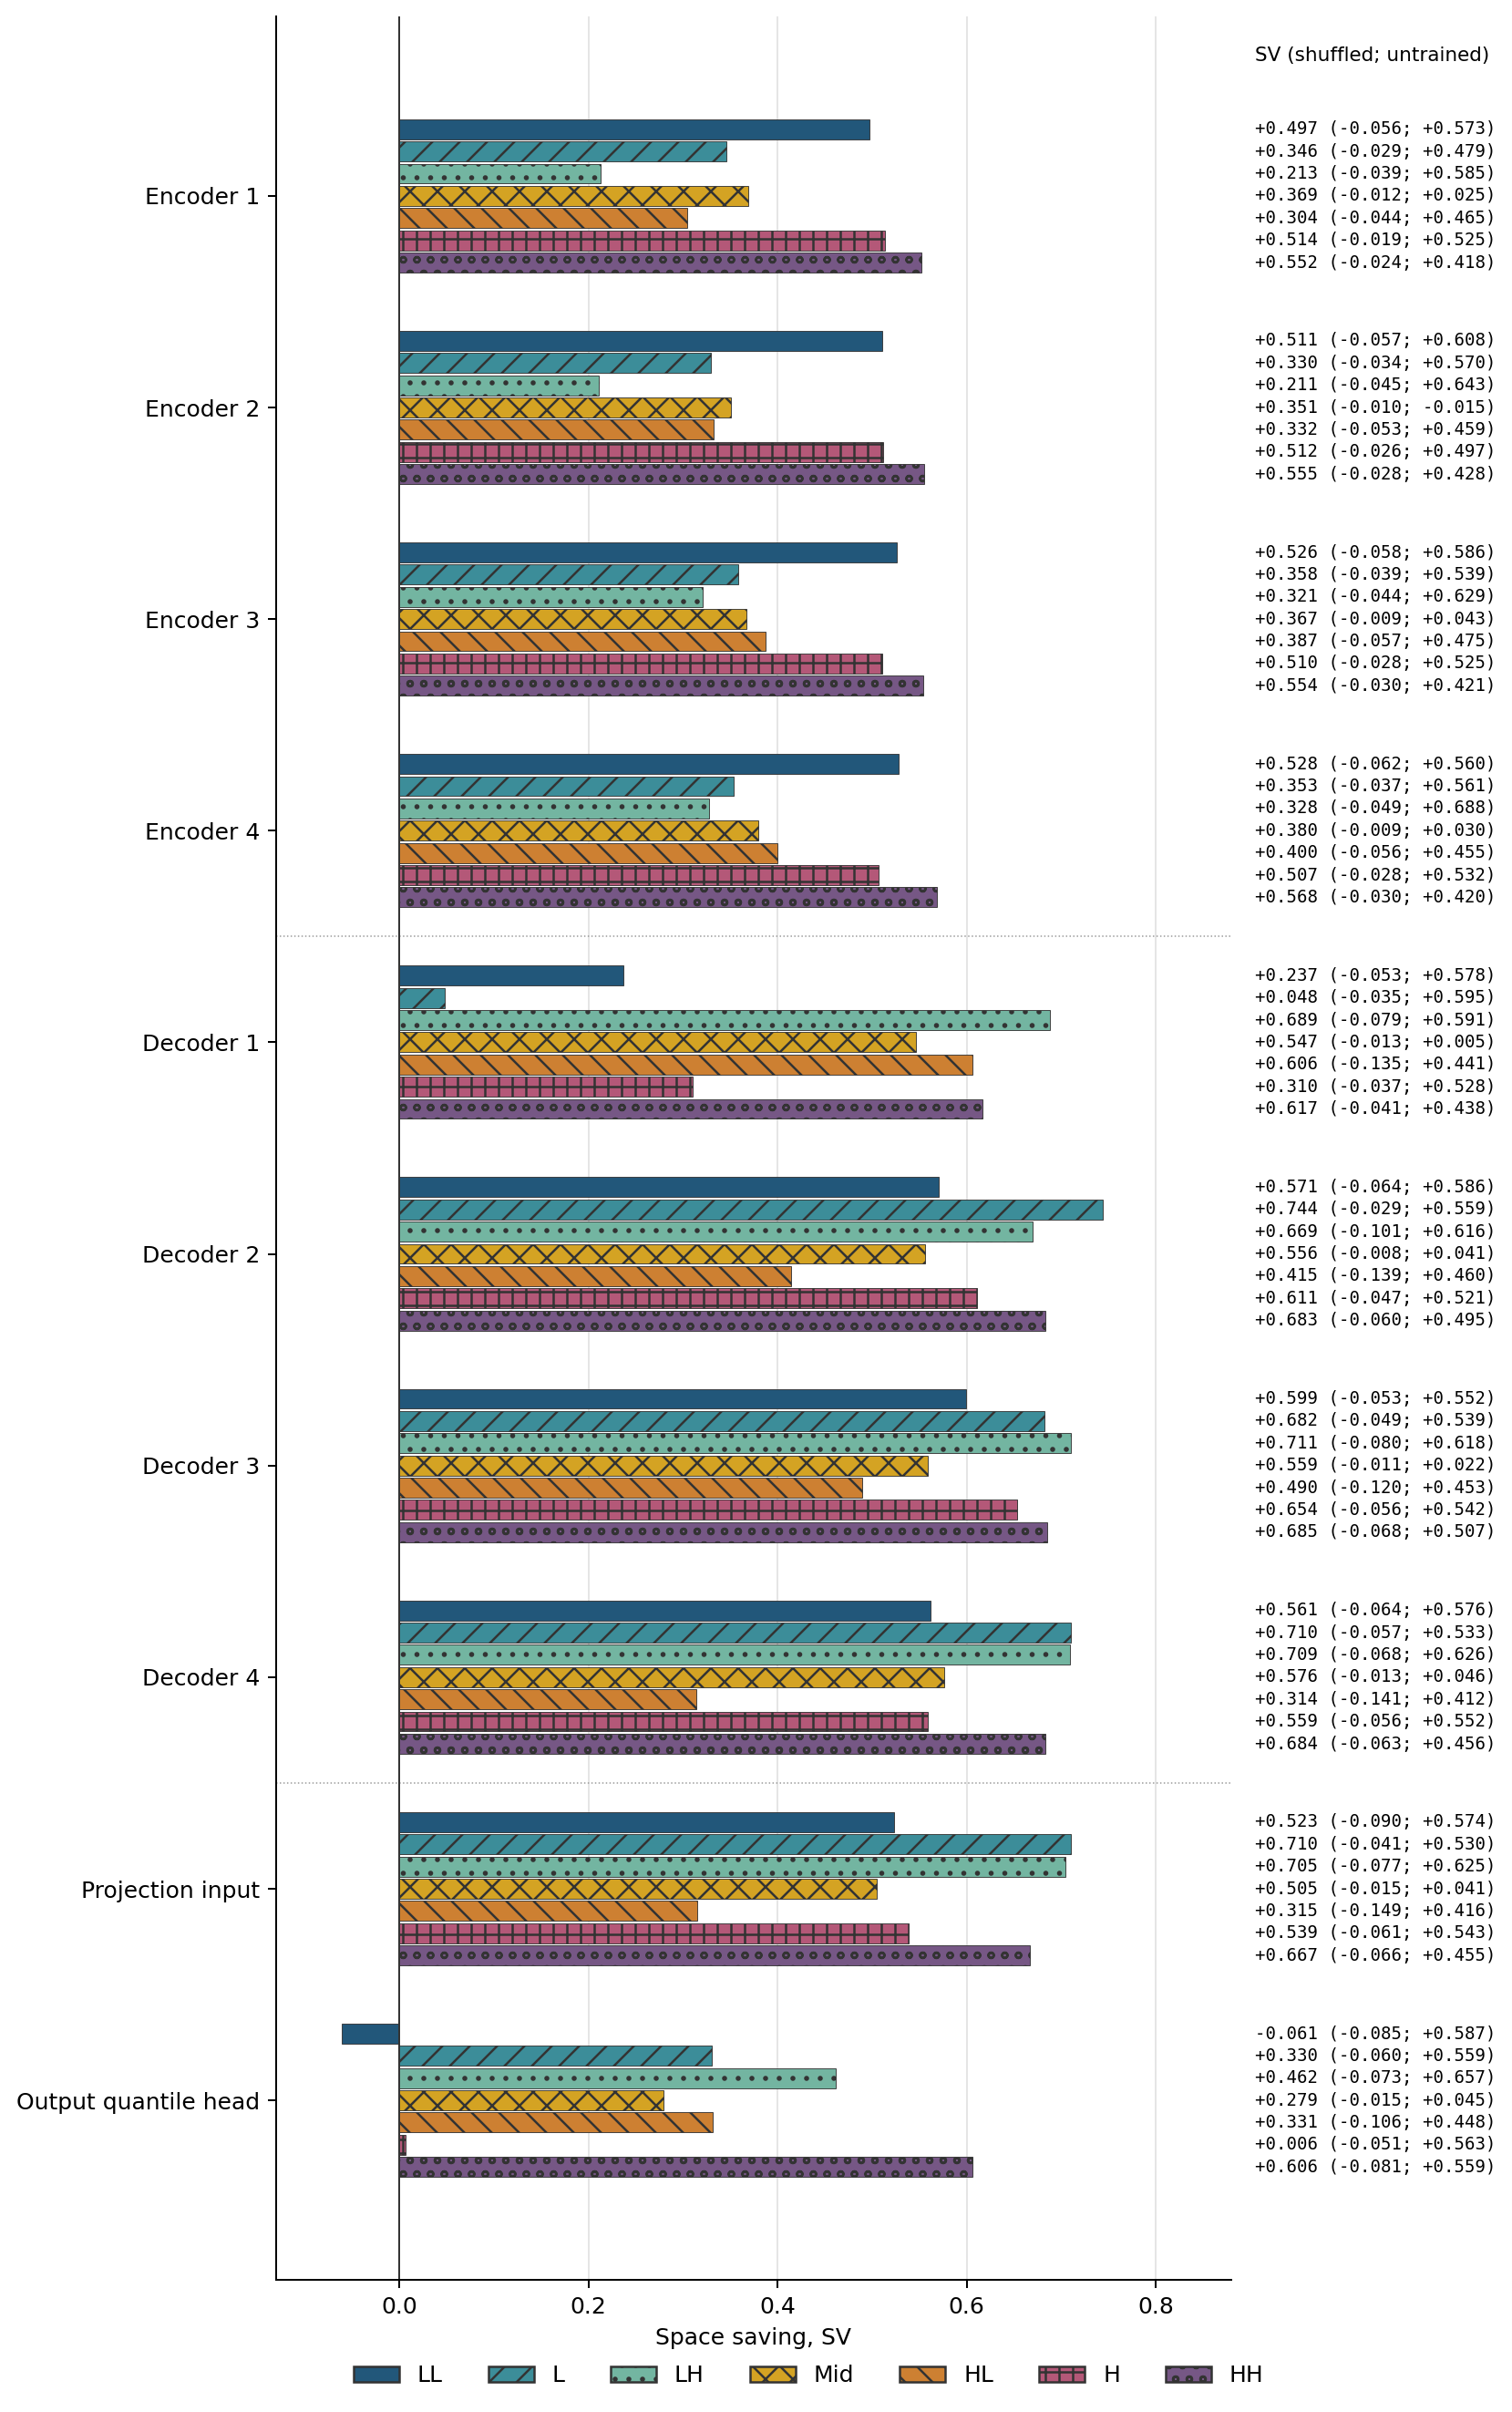 SV (shuffled; untrained)
Encoder 1
+0.497 (-0.056; +0.573)
+0.346 (-0.029; +0.479)
+0.213 (-0.039; +0.585)
+0.369 (-0.012; +0.025)
+0.304 (-0.044; +0.465)
+0.514 (-0.019; +0.525)
+0.552 (-0.024; +0.418)
Encoder 2
+0.511 (-0.057; +0.608)
+0.330 (-0.034; +0.570)
+0.211 (-0.045; +0.643)
+0.351 (-0.010; -0.015)
+0.332 (-0.053; +0.459)
+0.512 (-0.026; +0.497)
+0.555 (-0.028; +0.428)
Encoder 3
+0.526 (-0.058; +0.586)
+0.358 (-0.039; +0.539)
+0.321 (-0.044; +0.629)
+0.367 (-0.009; +0.043)
+0.387 (-0.057; +0.475)
+0.510 (-0.028; +0.525)
+0.554 (-0.030; +0.421)
Encoder 4
+0.528 (-0.062; +0.560)
+0.353 (-0.037; +0.561)
+0.328 (-0.049; +0.688)
+0.380 (-0.009; +0.030)
+0.400 (-0.056; +0.455)
+0.507 (-0.028; +0.532)
+0.568 (-0.030; +0.420)
Decoder 1
+0.237 (-0.053; +0.578)
+0.048 (-0.035; +0.595)
+0.689 (-0.079; +0.591)
+0.547 (-0.013; +0.005)
+0.606 (-0.135; +0.441)
+0.310 (-0.037; +0.528)
+0.617 (-0.041; +0.438)
Decoder 2
+0.571 (-0.064; +0.586)
+0.744 (-0.029; +0.559)
+0.669 (-0.101; +0.616)
+0.556 (-0.008; +0.041)
+0.415 (-0.139; +0.460)
+0.611 (-0.047; +0.521)
+0.683 (-0.060; +0.495)
Decoder 3
+0.599 (-0.053; +0.552)
+0.682 (-0.049; +0.539)
+0.711 (-0.080; +0.618)
+0.559 (-0.011; +0.022)
+0.490 (-0.120; +0.453)
+0.654 (-0.056; +0.542)
+0.685 (-0.068; +0.507)
Decoder 4
+0.561 (-0.064; +0.576)
+0.710 (-0.057; +0.533)
+0.709 (-0.068; +0.626)
+0.576 (-0.013; +0.046)
+0.314 (-0.141; +0.412)
+0.559 (-0.056; +0.552)
+0.684 (-0.063; +0.456)
Projection input
+0.523 (-0.090; +0.574)
+0.710 (-0.041; +0.530)
+0.705 (-0.077; +0.625)
+0.505 (-0.015; +0.041)
+0.315 (-0.149; +0.416)
+0.539 (-0.061; +0.543)
+0.667 (-0.066; +0.455)
Output quantile head
-0.061 (-0.085; +0.587)
+0.330 (-0.060; +0.559)
+0.462 (-0.073; +0.657)
+0.279 (-0.015; +0.045)
+0.331 (-0.106; +0.448)
+0.006 (-0.051; +0.563)
+0.606 (-0.081; +0.559)
0.0 0.2 0.4 0.6 0.8
Space saving, SV
LL L LH Mid HL H HH